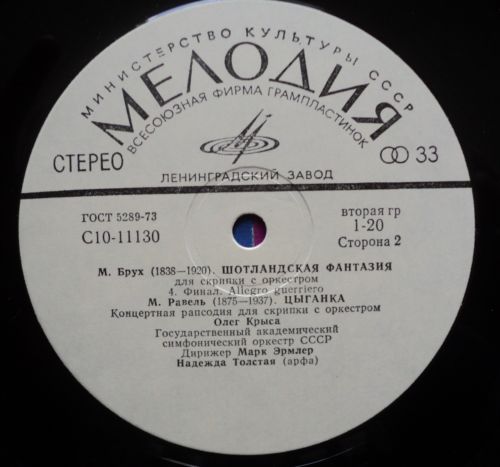 МИНИСТЕРСТВО КУЛЬТУРЫ СССР
МЕЛОДИЯ
ВСЕСОЮЗНАЯ ФИРМА ГРАМПЛАСТИНОК
СТЕРЕО
33
ЛЕНИНГРАДСКИЙ ЗАВОД
ГОСТ 5289-73
С10-11130
вторая гр
1-20
Сторона 2
М. Брух (1838—1920). ШОТЛАНДСКАЯ ФАНТАЗИЯ
для скрипки с оркестром
4. Финал. Allegro guerriero
М. Равель (1875—1937). ЦЫГАНКА
Концертная рапсодия для скрипки с оркестром
Олег Крыса
Государственный академический
симфонический оркестр СССР
Дирижер Марк Эрмлер
Надежда Толстая (арфа)